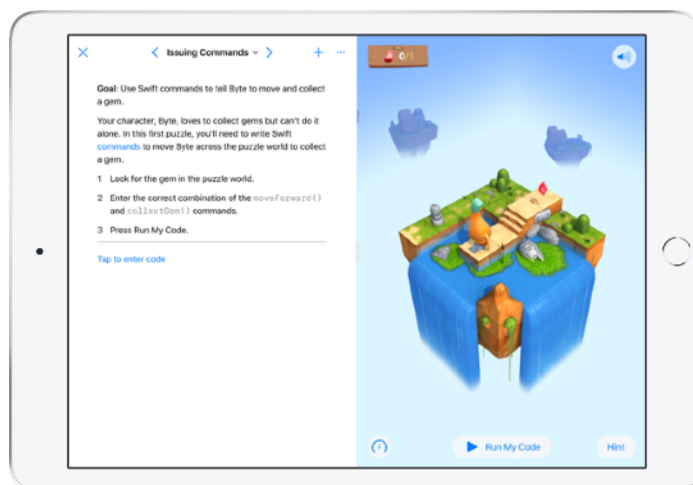 Issuing Commands
Goal: Use Swift commands to tell Byte to move and collect
a gem.
Your character, Byte, loves to collect gems but can't do it
alone. In this first puzzle, you'll need to write Swift
commands to move Byte across the puzzle world to collect
a gem.
1 Look for the gem in the puzzle world.
2 Enter the correct combination of the moveForward()
and collectGem() commands.
3 Press Run My Code.
Tap to enter code
0/1
Run My Code
Hint